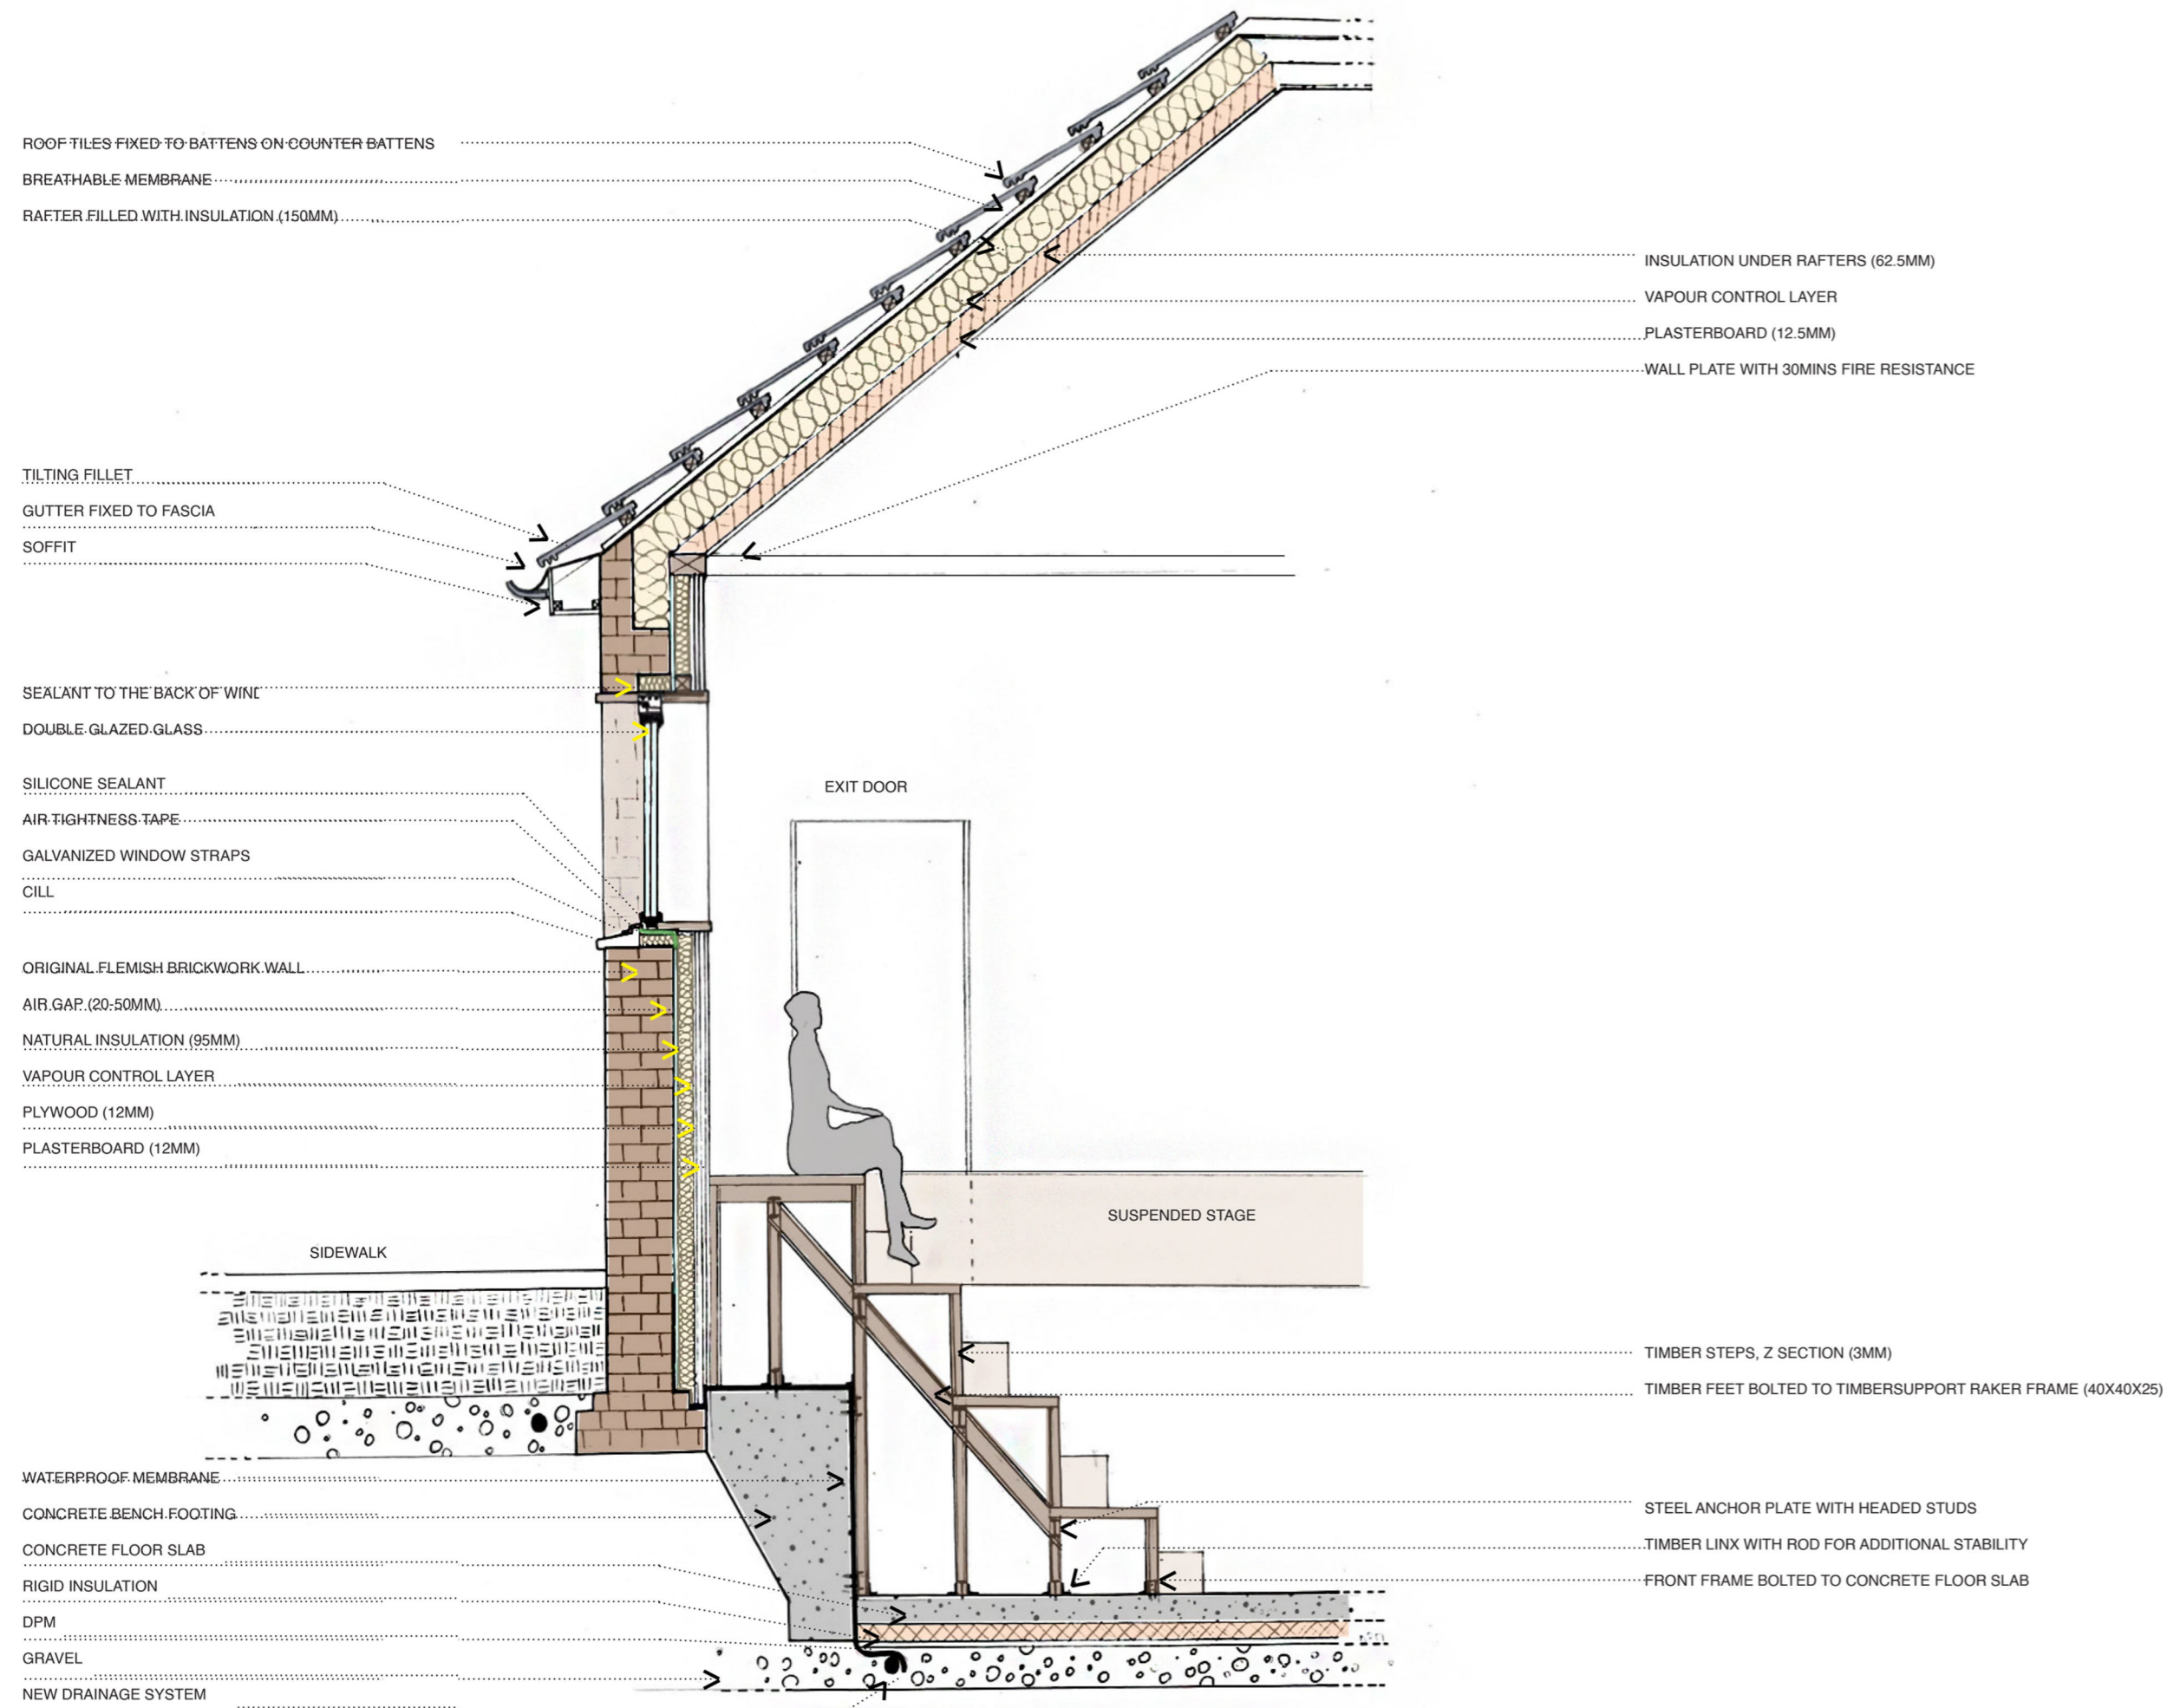 ROOF TILES FIXED TO BATTENS ON COUNTER BATTENS
BREATHABLE MEMBRANE
RAFTER FILLED WITH INSULATION (150MM)
INSULATION UNDER RAFTERS (62.5MM)
VAPOUR CONTROL LAYER
PLASTERBOARD (12.5MM)
WALL PLATE WITH 30MINS FIRE RESISTANCE
TILTING FILLET
GUTTER FIXED TO FASCIA
SOFFIT
SEALANT TO THE BACK OF
DOUBLE GLAZED GLASS
SILICONE SEALANT
AIR TIGHTNESS TAPE
GALVANIZED WINDOW STRAPS
CILL
EXIT DOOR
ORIGINAL FLEMISH BRICKWORK WALL
AIR GAP (20-50MM)
NATURAL INSULATION (95MM)
VAPOUR CONTROL LAYER
PLYWOOD (12MM)
PLASTERBOARD (12MM)
SUSPENDED STAGE
SIDEWALK
TIMBER STEPS, Z SECTION (3MM)
TIMBER FEET BOLTED TO TIMBERSUPPORT RAKER FRAME (40X40X25)
WATERPROOF MEMBRANE
CONCRETE BENCH FOOTING
CONCRETE FLOOR SLAB
RIGID INSULATION
DPM
GRAVEL
NEW DRAINAGE SYSTEM
STEEL ANCHOR PLATE WITH HEADED STUDS
TIMBER LINX WITH ROD FOR ADDITIONAL STABILITY
FRONT FRAME BOLTED TO CONCRETE FLOOR SLAB